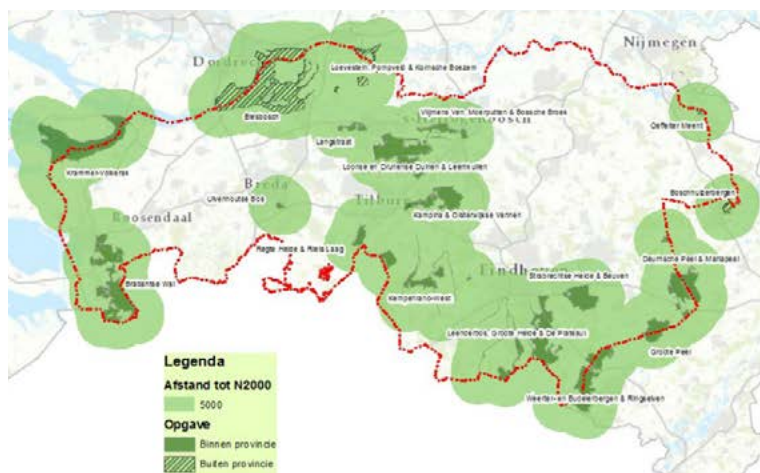 Nijmegen
Dordrecht
Loevestein, Pompveld & Kornsche Boezem
Biesbosch
Vlijmens Ven, Moerputten & Bossche Broek
Oeffelter Meent
Langstraat
Loonse en Drunense Duinen & Leemkuilen
Krammer-Volkerak
Breda
Ulvenhoutse Bos
Tilburg
Kampina & Oisterwijkse Vennen
Boschhuizerbergen
Roosendaal
Regte Heide & Riels Laag
Deurnsche Peel & Mariapeel
Eindhoven
Strabrechtse Heide & Beuven
Brabantse Wal
Kempenland-West
Leenderbos, Groote Heide & De Plateaux
Groote Peel
Weerter- en Budelerbergen & Ringselven
Legenda
Afstand tot N2000
5000
Opgave
Binnen provincie
Buiten provincie